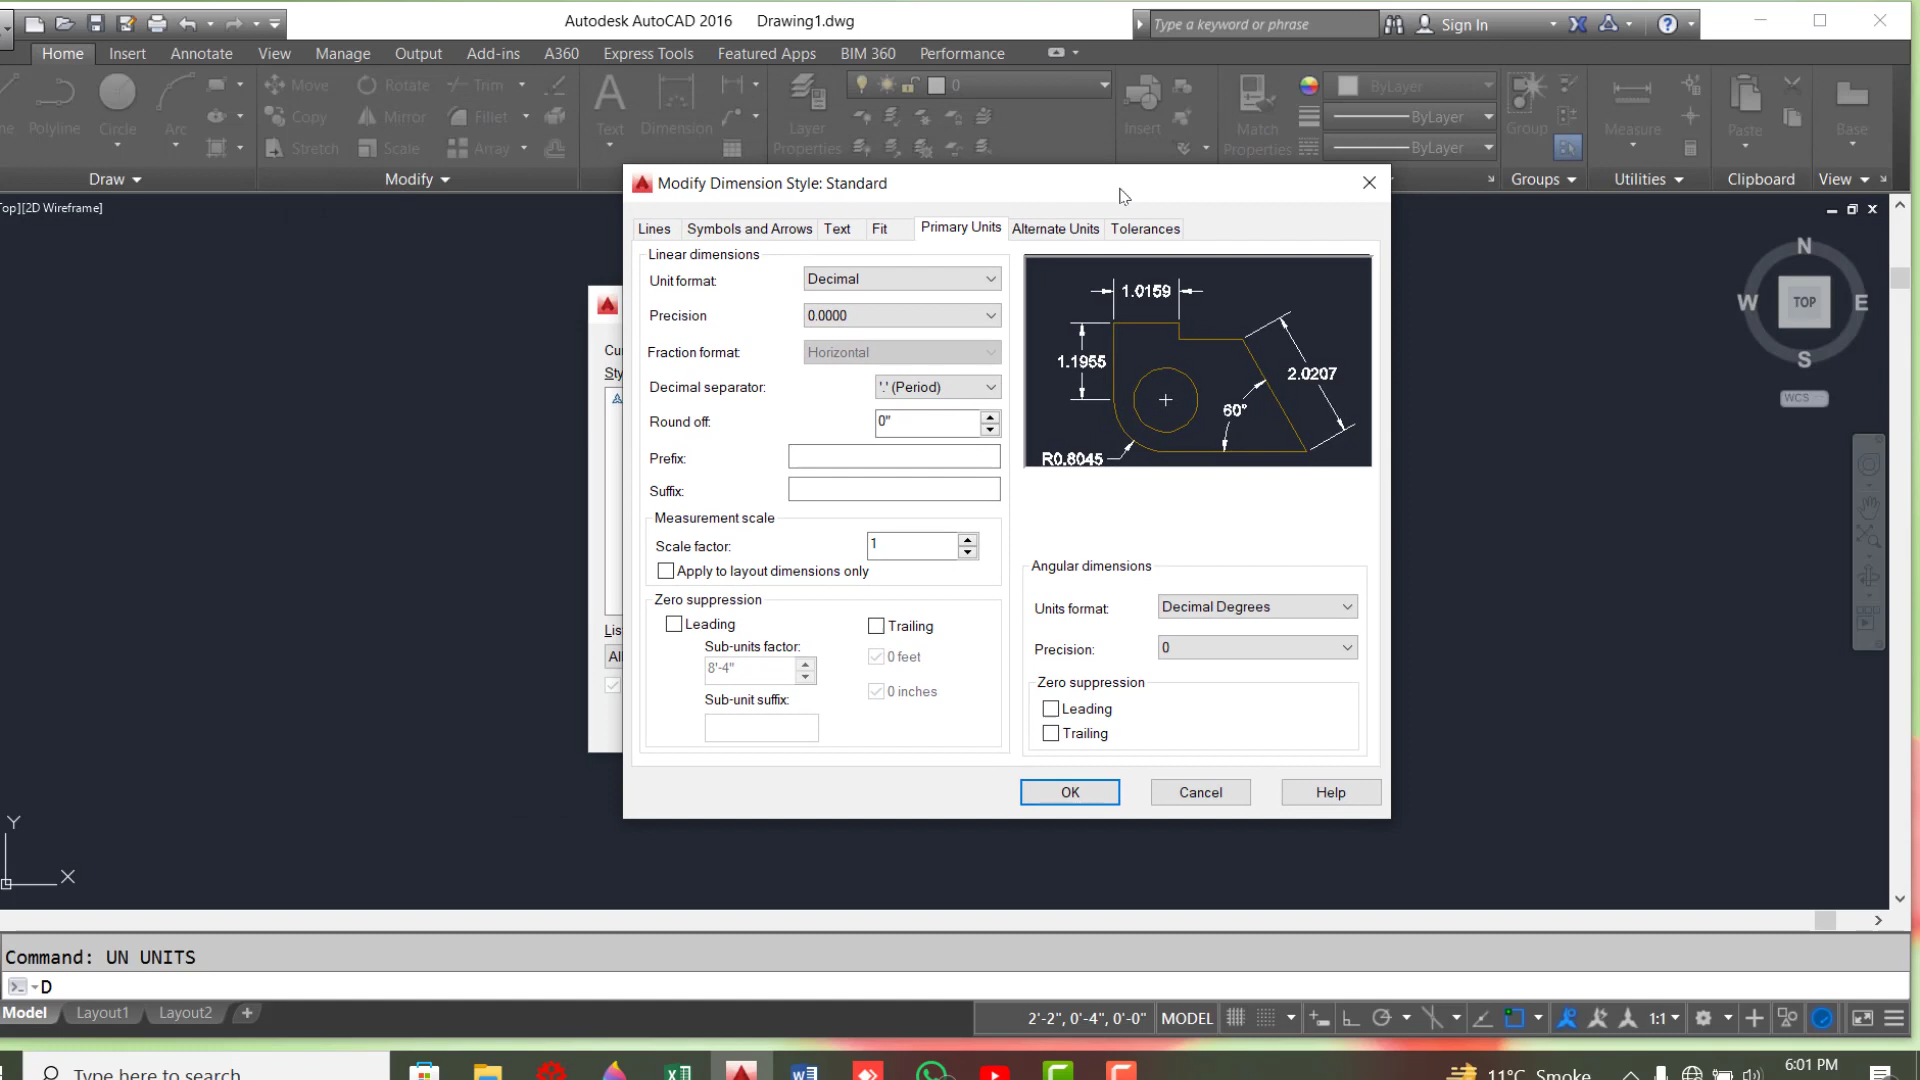 Autodesk AutoCAD 2016 Drawing1.dwg
Type a keyword or phrase
Sign In
Home Insert Annotate View Manage Output Add-ins A360 Express Tools Featured Apps BIM 360 Performance
Move Rotate Trim
0
ByLayer
Polyline Circle Arc
Copy Mirror Fillet
Text Dimension
Layer Properties
Insert
Match Properties
ByLayer
Group
Measure
Paste
Base
Stretch Scale Array
ByLayer
Draw Modify
Groups Utilities Clipboard View
Top][2D Wireframe]
Modify Dimension Style: Standard
Lines Symbols and Arrows Text Fit Primary Units Alternate Units Tolerances
Linear dimensions
Unit format: Decimal
Precision 0.0000
Fraction format: Horizontal
Decimal separator: '.' (Period)
Round off: 0"
Prefix:
Suffix:
Measurement scale
Scale factor: 1
Apply to layout dimensions only
Zero suppression
Leading
Trailing
Sub-units factor:
8'-4"
0 feet
Sub-unit suffix:
0 inches
1.0159
1.1955
2.0207
60°
R0.8045
Angular dimensions
Units format: Decimal Degrees
Precision: 0
Zero suppression
Leading
Trailing
OK Cancel Help
N
W TOP E
S
WCS
Y
X
Command: UN UNITS
D
Model Layout1 Layout2 +
2'-2", 0'-4", 0'-0" MODEL 1:1
Type here to search
11°C Smoke
6:01 PM